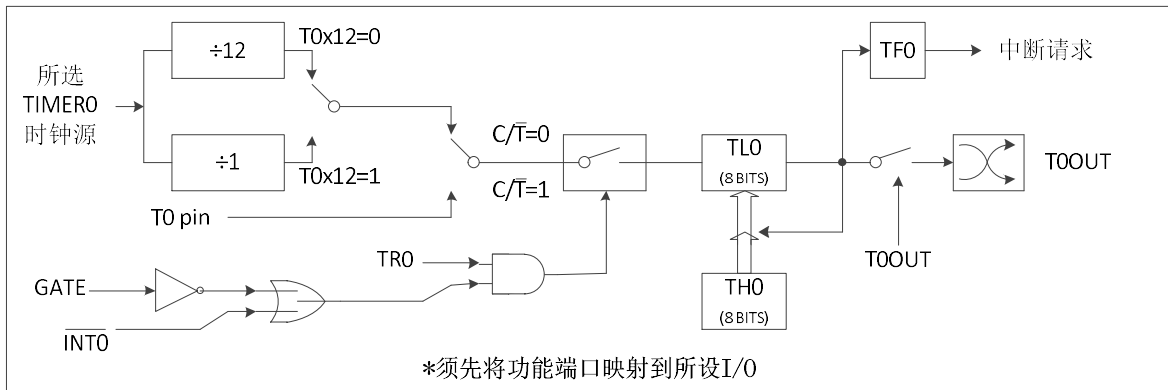 ÷12
T0x12=0
所选
TIMER0
时钟源
÷1
T0x12=1
T0 pin
C/T̅=0
C/T̅=1
TL0
(8 BITS)
TF0
中断请求
T0OUT
T0OUT
TR0
TH0
(8 BITS)
GATE
I̅N̅T̅0̅
*须先将功能端口映射到所设I/O